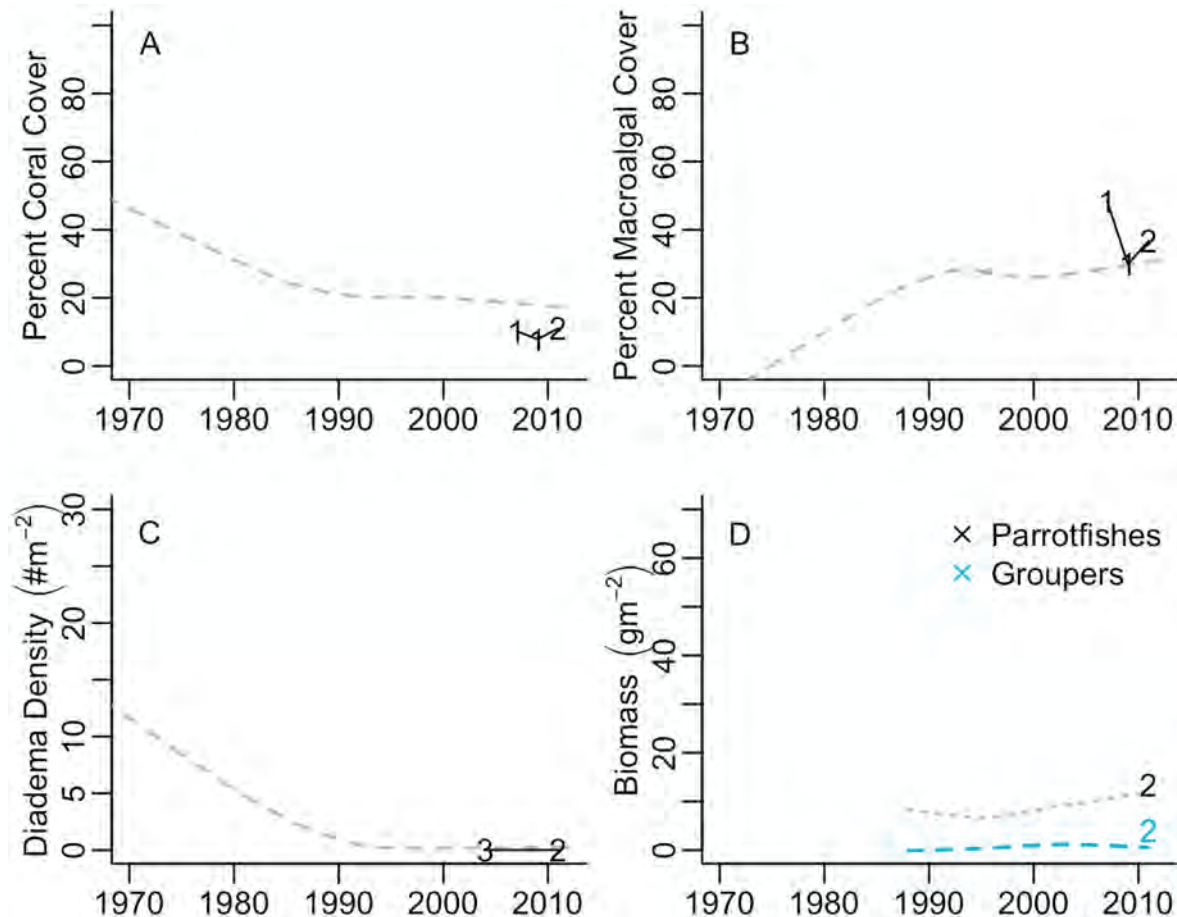 A
Percent Coral Cover
0 20 40 60 80
1 1 2
1970 1980 1990 2000 2010
B
Percent Macroalgal Cover
0 20 40 60 80
1 1 2
1970 1980 1990 2000 2010
C
Diadema Density (#m⁻²)
0 5 10 20 30
3 2
1970 1980 1990 2000 2010
D
× Parrotfishes
× Groupers
Biomass (gm⁻²)
0 20 40 60
2
2
1970 1980 1990 2000 2010